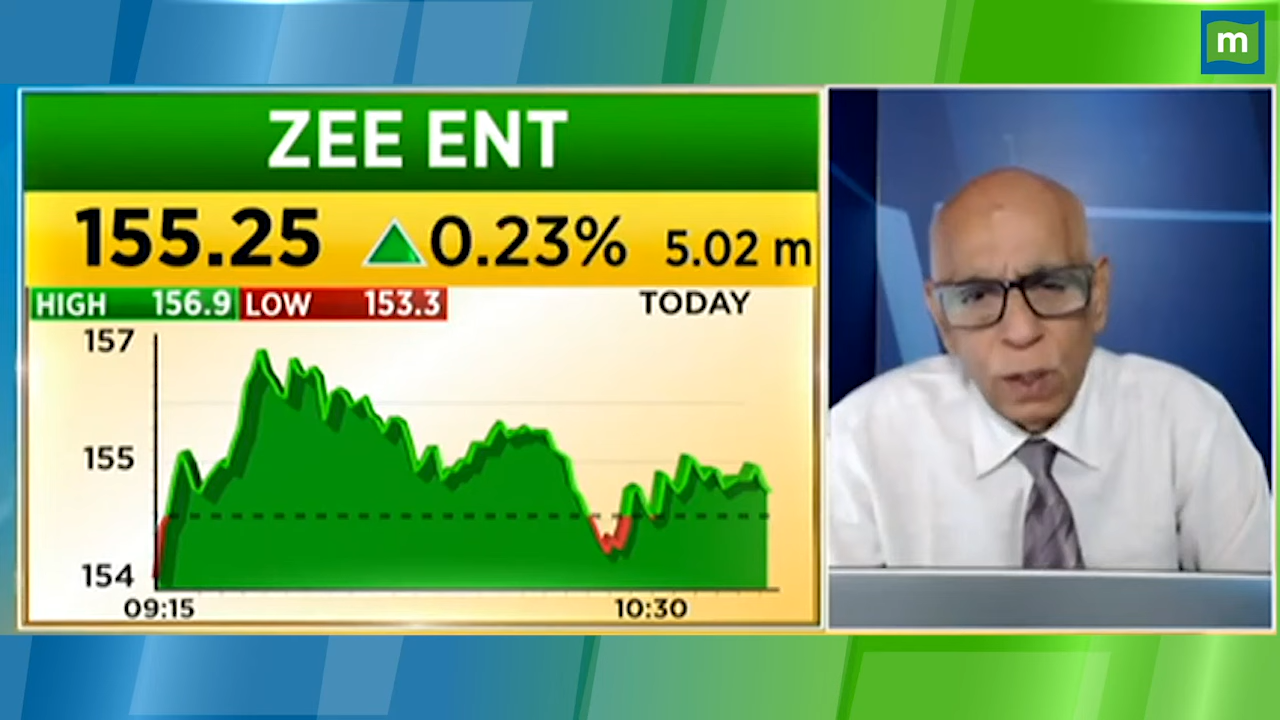 m
ZEE ENT
155.25 ▲ 0.23% 5.02 m
HIGH 156.9 LOW 153.3 TODAY
157
155
154
09:15 10:30